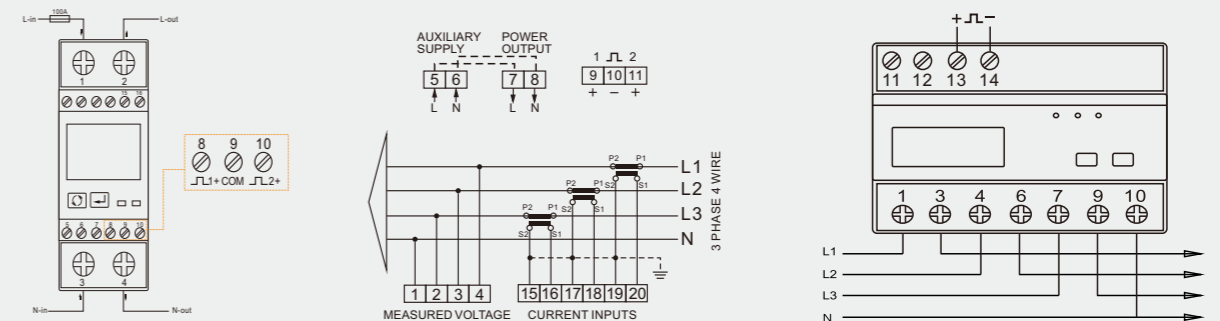 100A
L-in
L-out
1 2
15 16
8 9 10
1+ COM 2+
5 6 7 8 9 10
3 4
N-in
N-out
AUXILIARY SUPPLY
POWER OUTPUT
5 6
7 8
L N
L N
1 2
9 10 11
+ − +
P2 P1
L1
P2 P1
S2 S1
L2
P2 P1
S2 S1
L3
S2 S1
N
3 PHASE 4 WIRE
1 2 3 4
15 16 17 18 19 20
MEASURED VOLTAGE
CURRENT INPUTS
+ −
11 12 13 14
1 3 4 6 7 9 10
L1
L2
L3
N